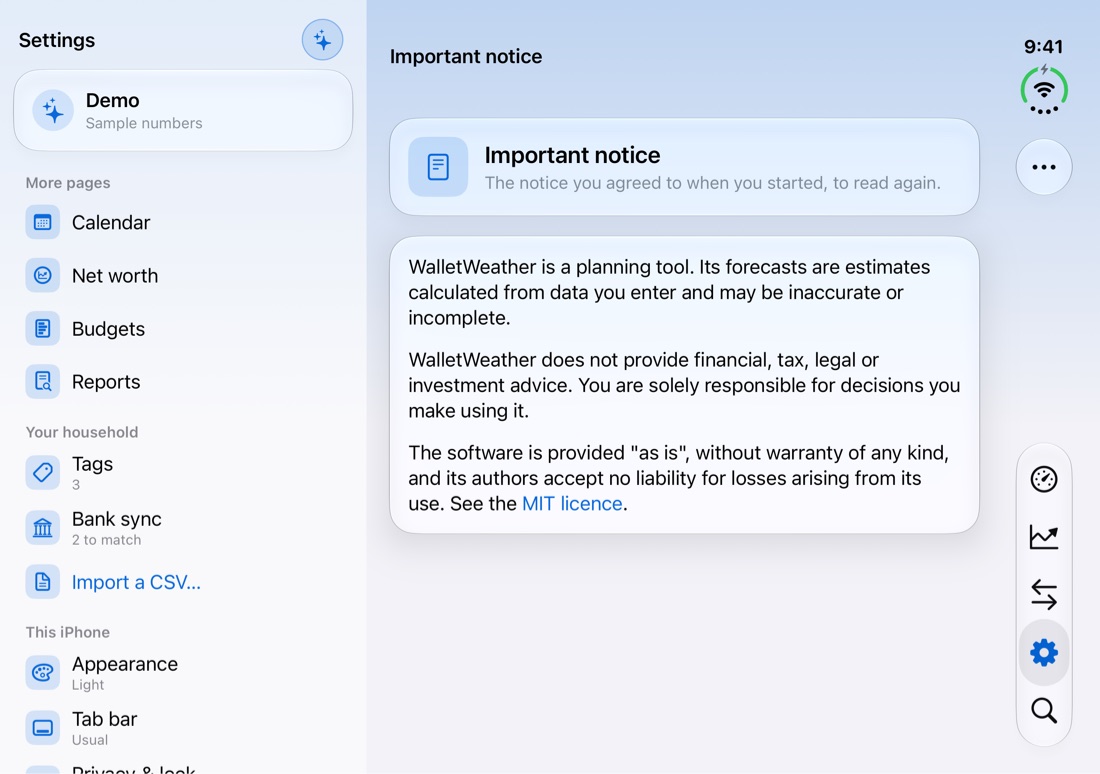 Settings
Demo
Sample numbers
More pages
Calendar
Net worth
Budgets
Reports
Your household
Tags
3
Bank sync
2 to match
Import a CSV...
This iPhone
Appearance
Light
Tab bar
Usual
Privacy & lock
Important notice
9:41
Important notice
The notice you agreed to when you started, to read again.
WalletWeather is a planning tool. Its forecasts are estimates
calculated from data you enter and may be inaccurate or
incomplete.
WalletWeather does not provide financial, tax, legal or
investment advice. You are solely responsible for decisions you
make using it.
The software is provided "as is", without warranty of any kind,
and its authors accept no liability for losses arising from its
use. See the MIT licence.